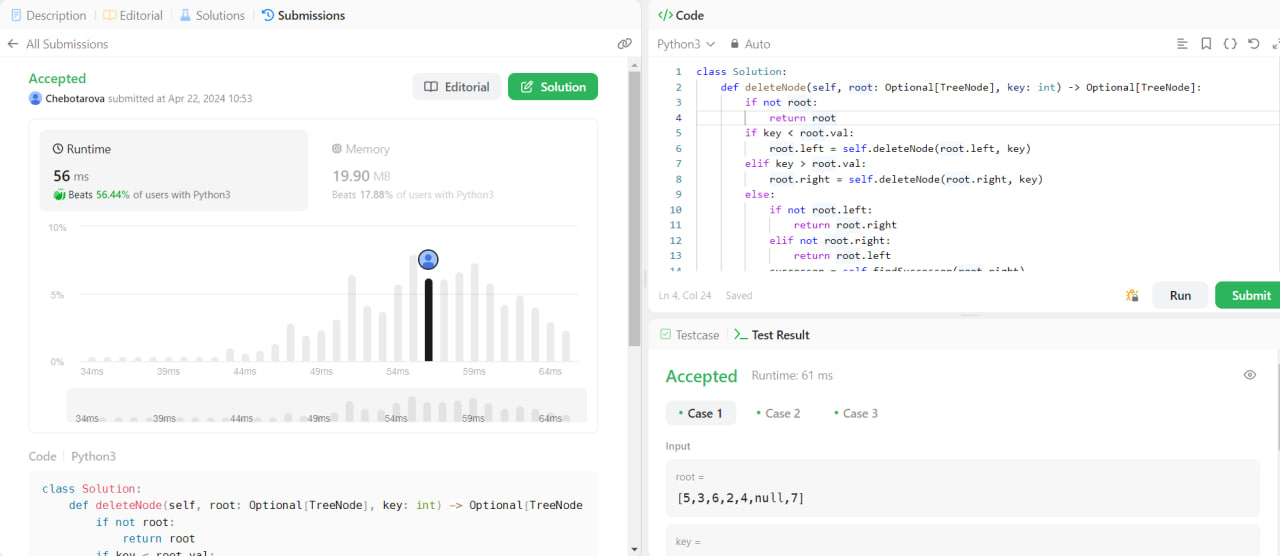 Description Editorial Solutions Submissions
All Submissions
Accepted
Chebotarova submitted at Apr 22, 2024 10:53
Editorial
Solution
Runtime
56 ms
Beats 56.44% of users with Python3
Memory
19.90 MB
Beats 17.88% of users with Python3
10%
5%
0%
34ms 39ms 44ms 49ms 54ms 59ms 64ms
34ms 39ms 44ms 49ms 54ms 59ms 64ms
Code Python3
class Solution:
def deleteNode(self, root: Optional[TreeNode], key: int) -> Optional[TreeNode
if not root:
return root
if key < root.val:
</> Code
Python3 Auto
1 class Solution:
2 def deleteNode(self, root: Optional[TreeNode], key: int) -> Optional[TreeNode]:
3 if not root:
4 return root
5 if key < root.val:
6 root.left = self.deleteNode(root.left, key)
7 elif key > root.val:
8 root.right = self.deleteNode(root.right, key)
9 else:
10 if not root.left:
11 return root.right
12 elif not root.right:
13 return root.left
14 successor = self.findSuccessor(root.right)
Ln 4, Col 24 Saved
Run
Submit
Testcase Test Result
Accepted Runtime: 61 ms
• Case 1 • Case 2 • Case 3
Input
root =
[5,3,6,2,4,null,7]
key =